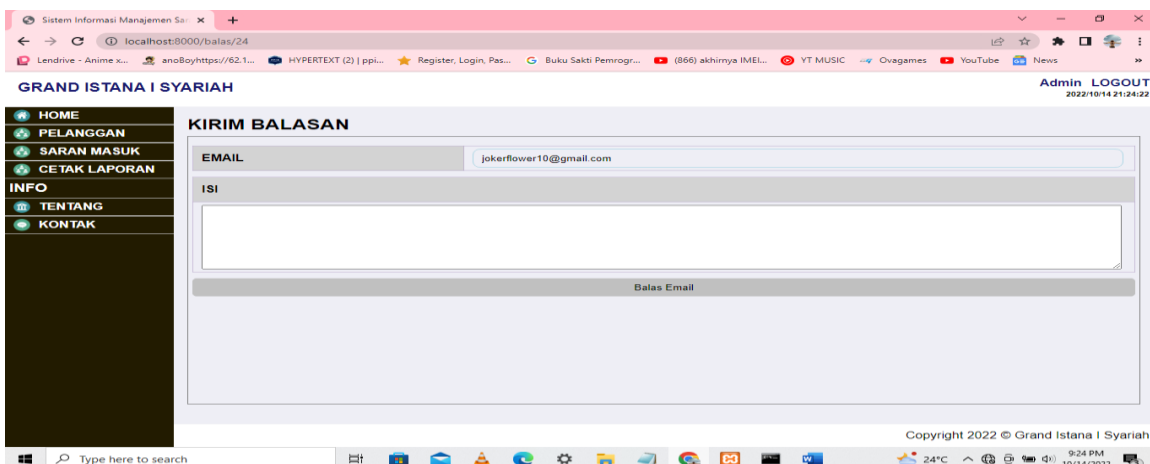 Sistem Informasi Manajemen Sar
localhost:8000/balas/24
Lendrive - Anime x... anoBoyhttps://62.1... HYPERTEXT (2) | ppi... Register, Login, Pas... Buku Sakti Pemrogr... (866) akhirnya IMEI... YT MUSIC Ovagames YouTube News
GRAND ISTANA I SYARIAH
Admin LOGOUT
2022/10/14 21:24:22
HOME
PELANGGAN
SARAN MASUK
CETAK LAPORAN
INFO
TENTANG
KONTAK
KIRIM BALASAN
EMAIL jokerflower10@gmail.com
ISI
Balas Email
Copyright 2022 © Grand Istana I Syariah
Type here to search
24°C
9:24 PM
10/14/2022